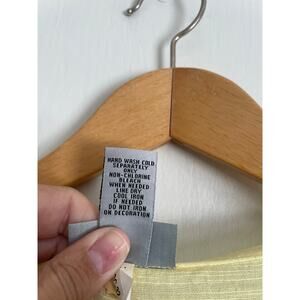 HAND WASH COLD
SEPARATELY
ONLY
NON-CHLORINE
BLEACH
WHEN NEEDED
LINE DRY
COOL IRON
IF NEEDED
DO NOT IRON
ON DECORATION